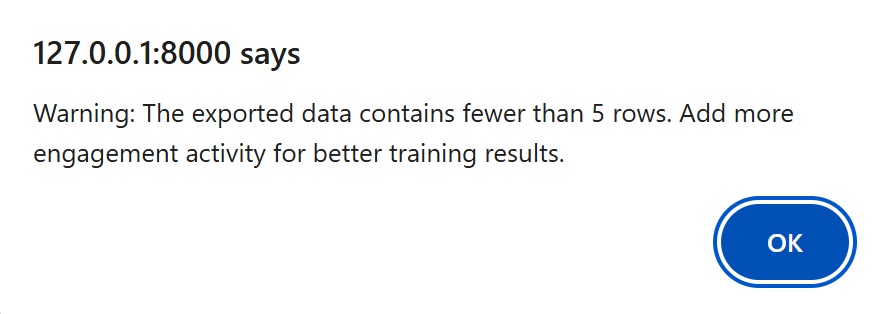 127.0.0.1:8000 says
Warning: The exported data contains fewer than 5 rows. Add more
engagement activity for better training results.
OK